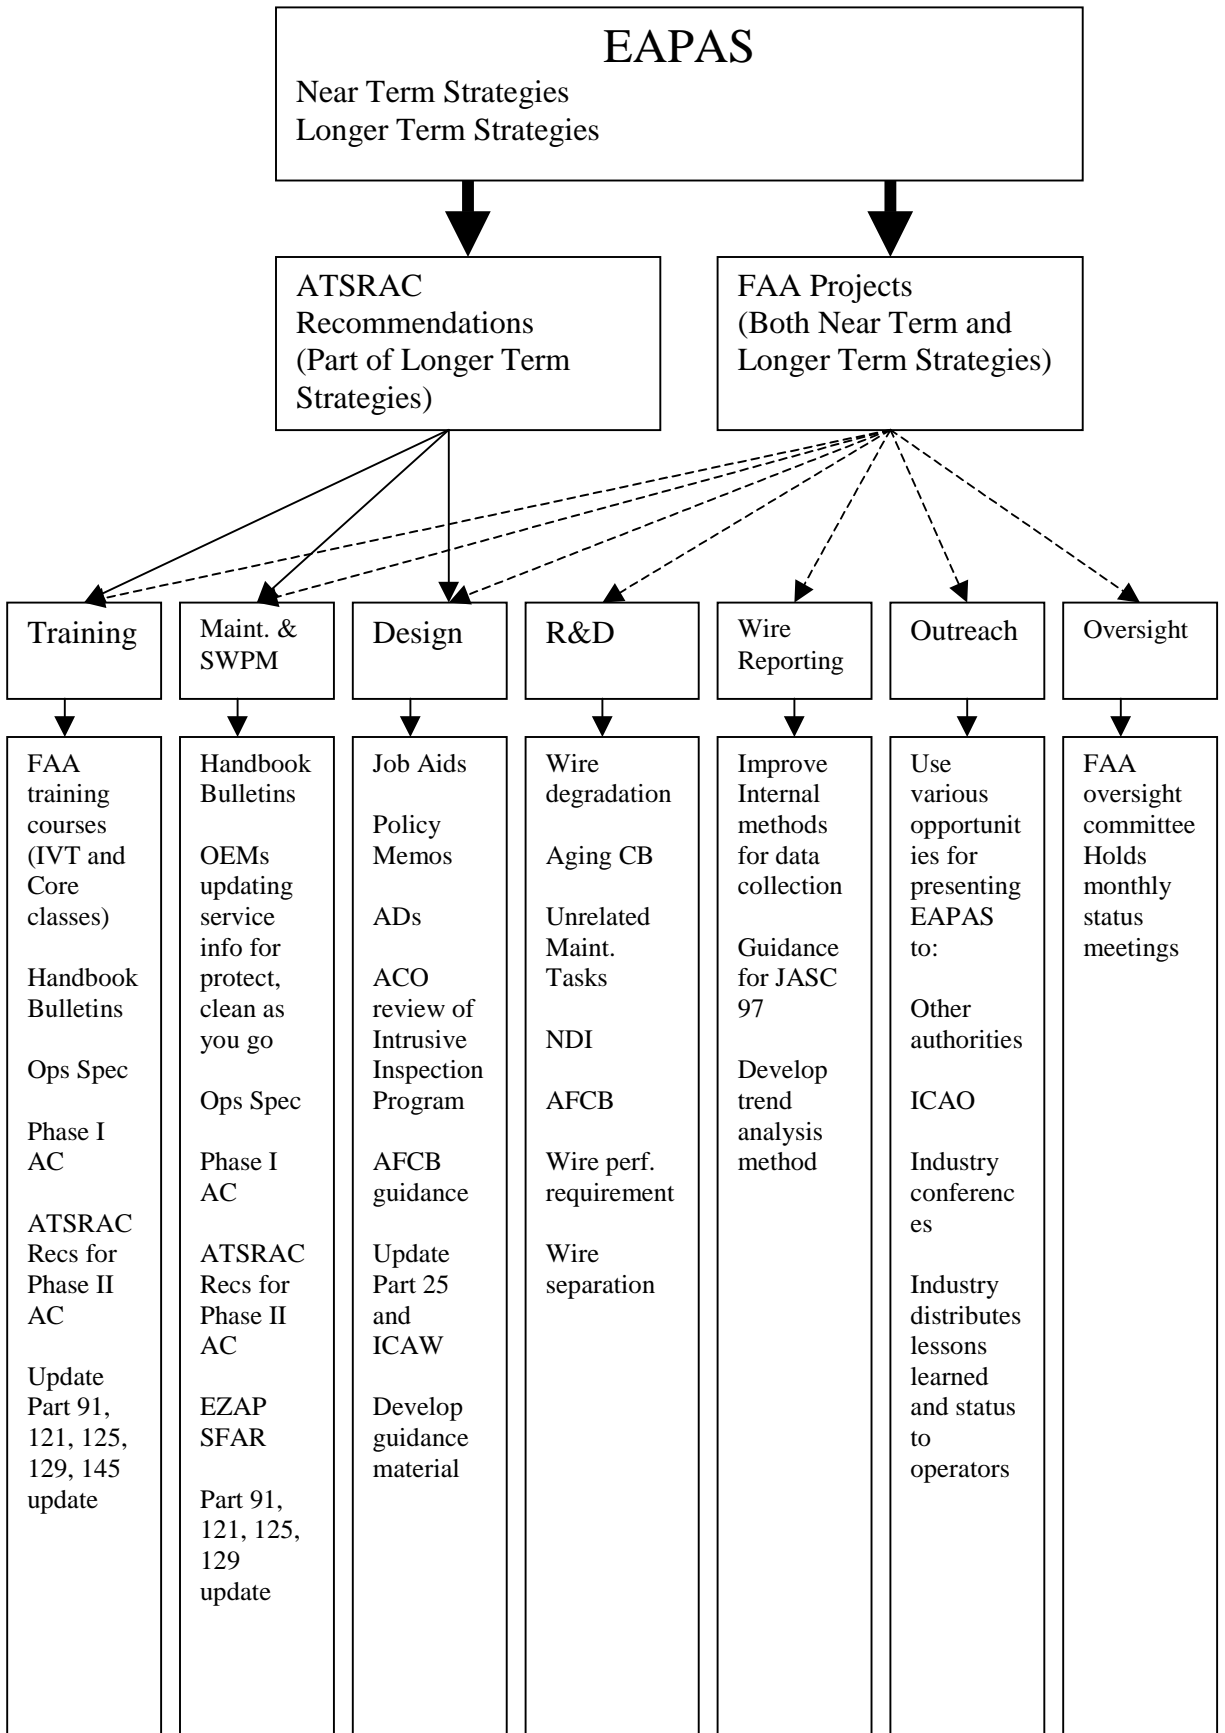 EAPAS
Near Term Strategies
Longer Term Strategies
ATSRAC
Recommendations
(Part of Longer Term
Strategies)
FAA Projects
(Both Near Term and
Longer Term Strategies)
Training
Maint. &
SWPM
Design
R&D
Wire
Reporting
Outreach
Oversight
FAA
training
courses
(IVT and
Core
classes)
Handbook
Bulletins
Ops Spec
Phase I
AC
ATSRAC
Recs for
Phase II
AC
Update
Part 91,
121, 125,
129, 145
update
Handbook
Bulletins
OEMs
updating
service
info for
protect,
clean as
you go
Ops Spec
Phase I
AC
ATSRAC
Recs for
Phase II
AC
EZAP
SFAR
Part 91,
121, 125,
129
update
Job Aids
Policy
Memos
ADs
ACO
review of
Intrusive
Inspection
Program
AFCB
guidance
Update
Part 25
and
ICAW
Develop
guidance
material
Wire
degradation
Aging CB
Unrelated
Maint.
Tasks
NDI
AFCB
Wire perf.
requirement
Wire
separation
Improve
Internal
methods
for data
collection
Guidance
for JASC
97
Develop
trend
analysis
method
Use
various
opportunit
ies for
presenting
EAPAS
to:
Other
authorities
ICAO
Industry
conferenc
es
Industry
distributes
lessons
learned
and status
to
operators
FAA
oversight
committee
Holds
monthly
status
meetings